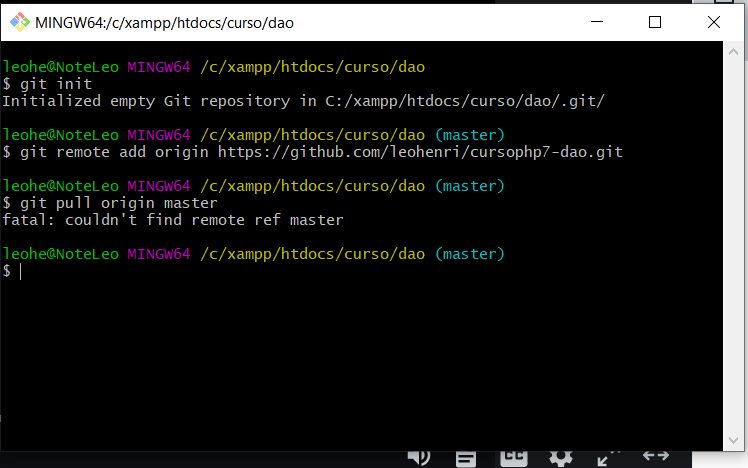 MINGW64:/c/xampp/htdocs/curso/dao
leohe@NoteLeo MINGW64 /c/xampp/htdocs/curso/dao
$ git init
Initialized empty Git repository in C:/xampp/htdocs/curso/dao/.git/
leohe@NoteLeo MINGW64 /c/xampp/htdocs/curso/dao (master)
$ git remote add origin https://github.com/leohenri/cursophp7-dao.git
leohe@NoteLeo MINGW64 /c/xampp/htdocs/curso/dao (master)
$ git pull origin master
fatal: couldn't find remote ref master
leohe@NoteLeo MINGW64 /c/xampp/htdocs/curso/dao (master)
$
CC